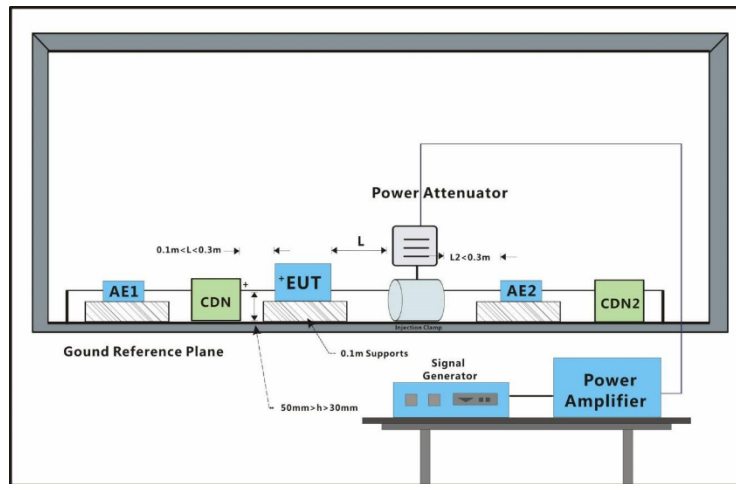 Power Attenuator
0.1m<L<0.3m
L
L2<0.3m
AE1
CDN
+
+EUT
AE2
CDN2
Injection Clamp
Gound Reference Plane
0.1m Supports
50mm>h>30mm
Signal
Generator
Power
Amplifier